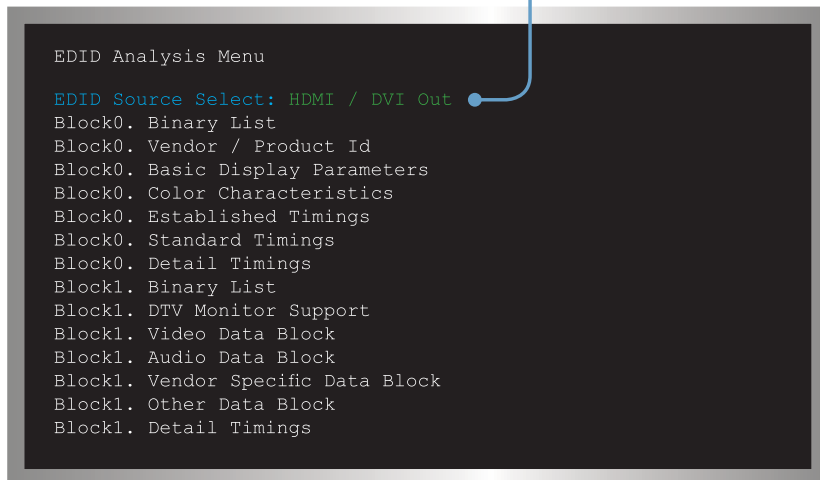 EDID Analysis Menu
EDID Source Select: HDMI / DVI Out
Block0. Binary List
Block0. Vendor / Product Id
Block0. Basic Display Parameters
Block0. Color Characteristics
Block0. Established Timings
Block0. Standard Timings
Block0. Detail Timings
Block1. Binary List
Block1. DTV Monitor Support
Block1. Video Data Block
Block1. Audio Data Block
Block1. Vendor Specific Data Block
Block1. Other Data Block
Block1. Detail Timings